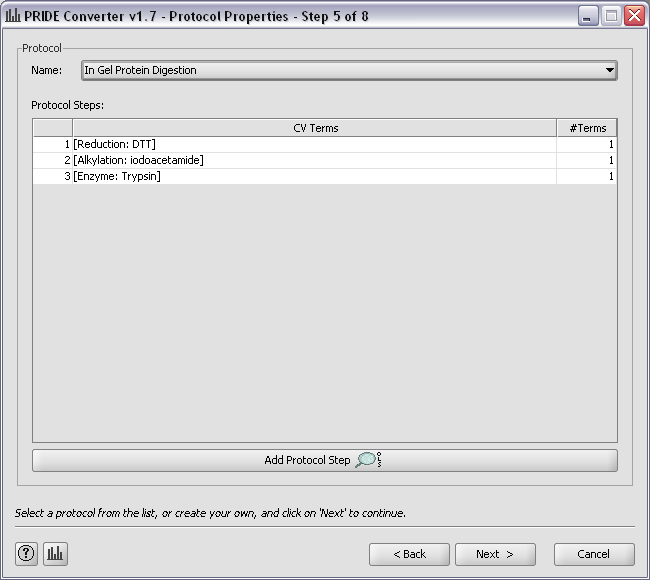 PRIDE Converter v1.7 - Protocol Properties - Step 5 of 8
Protocol
Name: In Gel Protein Digestion
Protocol Steps:
CV Terms #Terms
1 [Reduction: DTT] 1
2 [Alkylation: iodoacetamide] 1
3 [Enzyme: Trypsin] 1
Add Protocol Step OLS
Select a protocol from the list, or create your own, and click on 'Next' to continue.
? < Back Next > Cancel